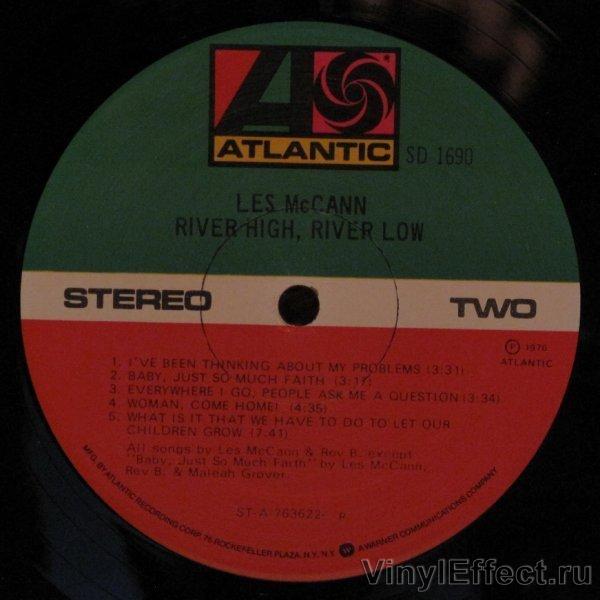 ATLANTIC
SD 1690
LES McCANN
RIVER HIGH, RIVER LOW
STEREO
TWO
1. I'VE BEEN THINKING ABOUT MY PROBLEMS (3:31)
2. BABY, JUST SO MUCH FAITH (3:17)
3. EVERYWHERE I GO, PEOPLE ASK ME A QUESTION (3:34)
4. WOMAN, COME HOME! (4:35)
5. WHAT IS IT THAT WE HAVE TO DO TO LET OUR
CHILDREN GROW (7:41)
℗ 1976
ATLANTIC
All songs by Les McCann & Rev B. except
"Baby, Just So Much Faith" by Les McCann,
Rev B. & Maleah Grover.
ST-A-763622- P
MFG. BY ATLANTIC RECORDING CORP. 75 ROCKEFELLER PLAZA, N.Y., N.Y. W A WARNER COMMUNICATIONS COMPANY
VinylEffect.ru